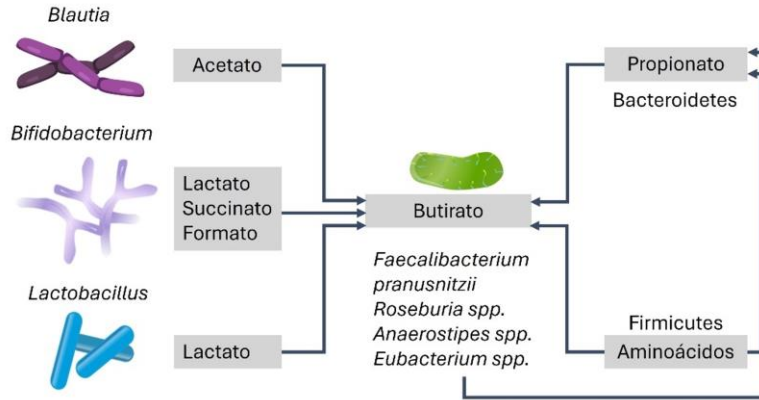 Blautia
Acetato
Bifidobacterium
Lactato
Succinato
Formato
Lactobacillus
Lactato
Butirato
Faecalibacterium
pranusnitzii
Roseburia spp.
Anaerostipes spp.
Eubacterium spp.
Propionato
Bacteroidetes
Firmicutes
Aminoácidos